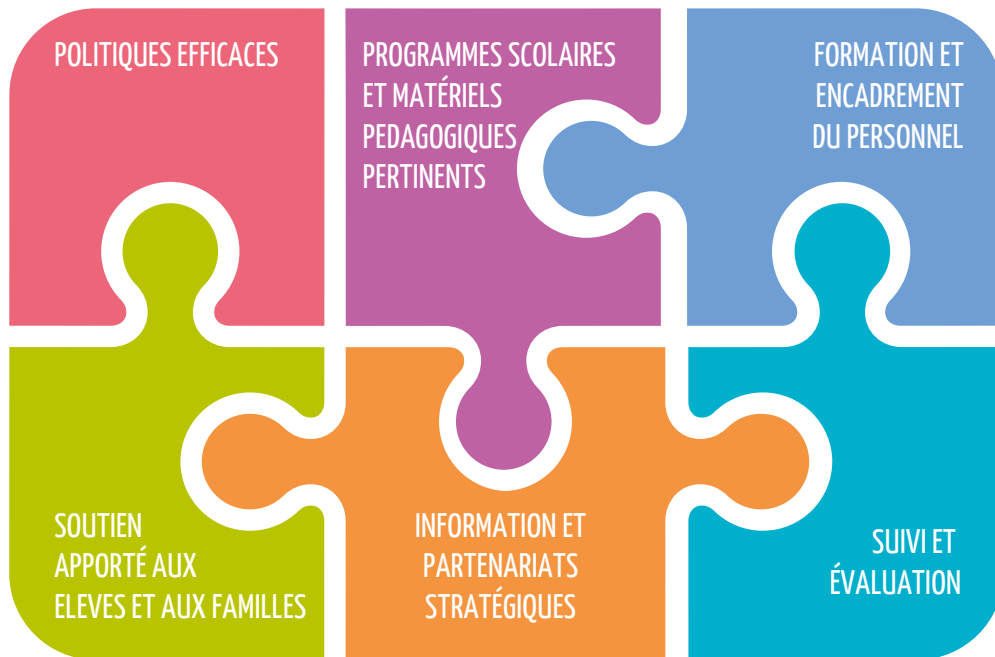 POLITIQUES EFFICACES
PROGRAMMES SCOLAIRES
ET MATÉRIELS
PEDAGOGIQUES
PERTINENTS
FORMATION ET
ENCADREMENT
DU PERSONNEL
SOUTIEN
APPORTÉ AUX
ELEVES ET AUX FAMILLES
INFORMATION ET
PARTENARIATS
STRATÉGIQUES
SUIVI ET
ÉVALUATION